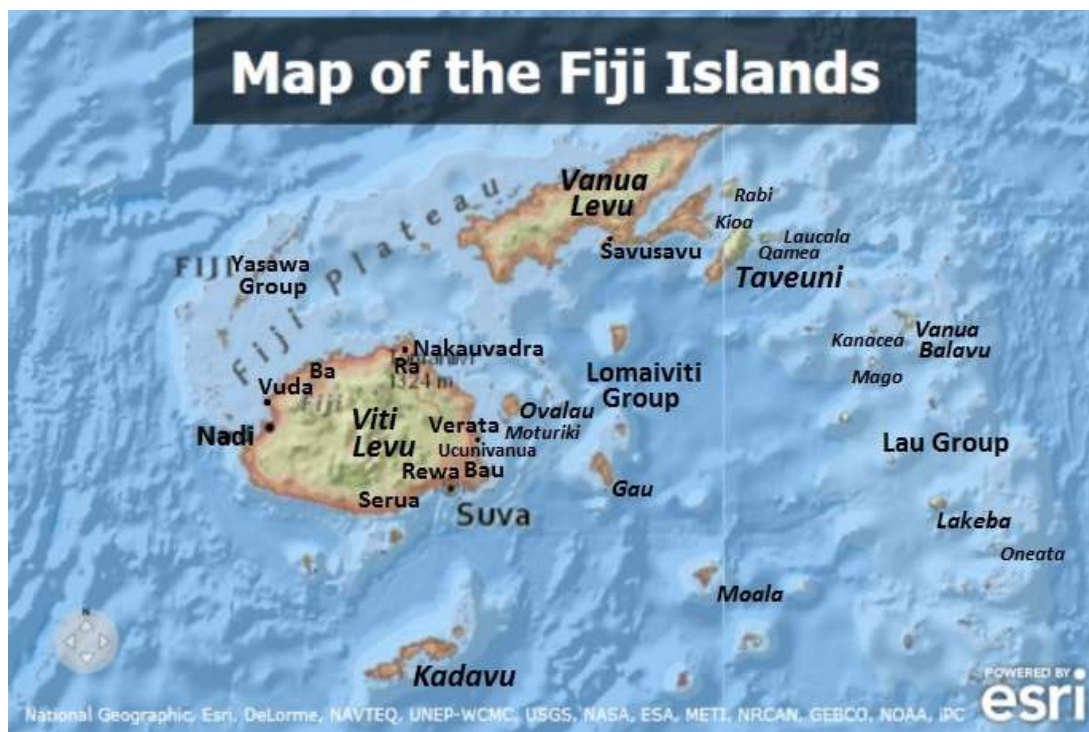 Map of the Fiji Islands
Vanua
Levu
Rabi
Kioa
Laucala
Qamea
Savusavu
Taveuni
FIJI
Yasawa
Group
Fiji Plateau
Kanacea
Vanua
Balavu
Mago
Nakauvadra
Ra
1324 m
Ba
Vuda
Fiji
Nadi
Viti
Levu
Lomaiviti
Group
Ovalau
Moturiki
Verata
Ucunivanua
Rewa
Bau
Serua
Suva
Gau
Lau Group
Lakeba
Oneata
Moala
Kadavu
N
POWERED BY
esri
National Geographic, Esri, DeLorme, NAVTEQ, UNEP-WCMC, USGS, NASA, ESA, METI, NRCAN, GEBCO, NOAA, iPC